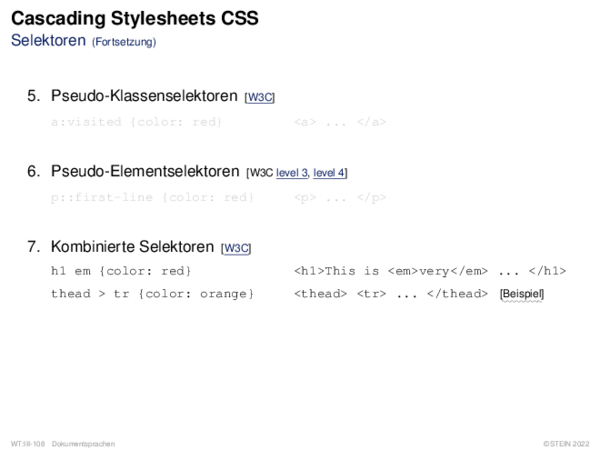 Cascading Stylesheets CSS
Selektoren (Fortsetzung)
5. Pseudo-Klassenselektoren [W3C]
a:visited {color: red} <a> ... </a>
6. Pseudo-Elementselektoren [W3C level 3, level 4]
p::first-line {color: red} <p> ... </p>
7. Kombinierte Selektoren [W3C]
h1 em {color: red} <h1>This is <em>very</em> ... </h1>
thead > tr {color: orange} <thead> <tr> ... </thead> [Beispiel]
WT:III-108 Dokumentsprachen ©STEIN 2022